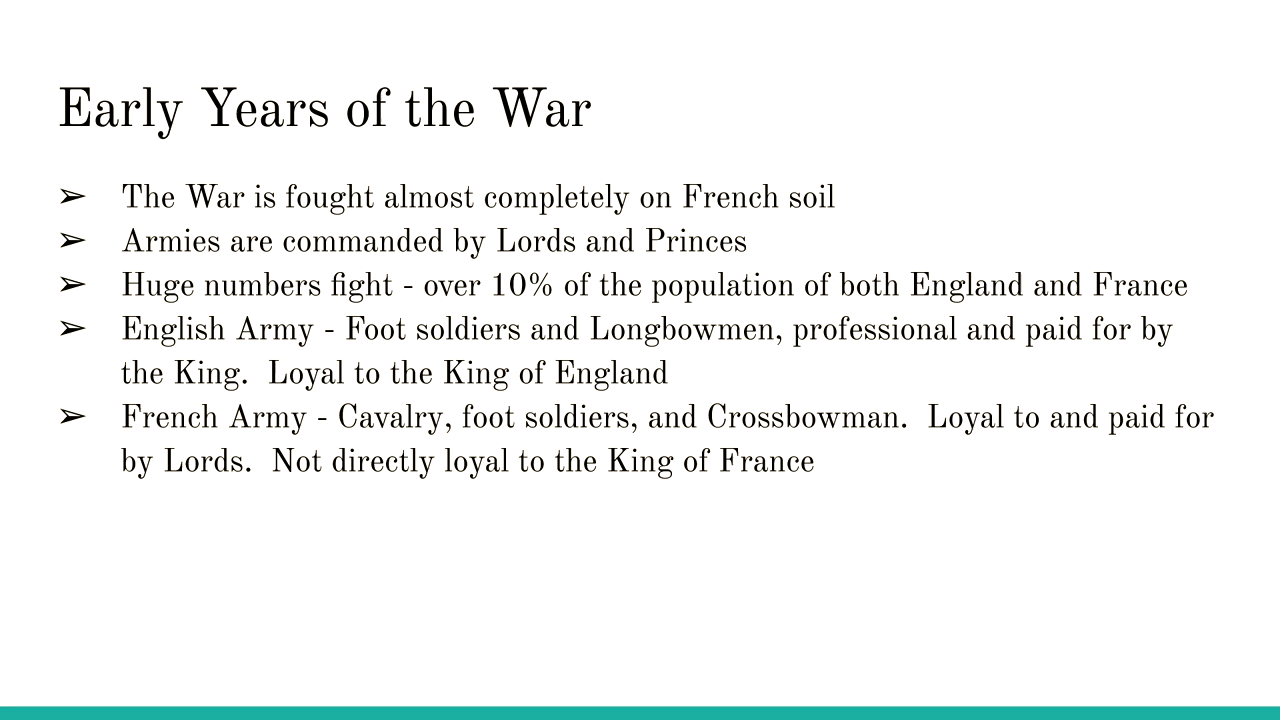 Early Years of the War
➢ The War is fought almost completely on French soil
➢ Armies are commanded by Lords and Princes
➢ Huge numbers fight - over 10% of the population of both England and France
➢ English Army - Foot soldiers and Longbowmen, professional and paid for by
the King.  Loyal to the King of England
➢ French Army - Cavalry, foot soldiers, and Crossbowman.  Loyal to and paid for
by Lords.  Not directly loyal to the King of France